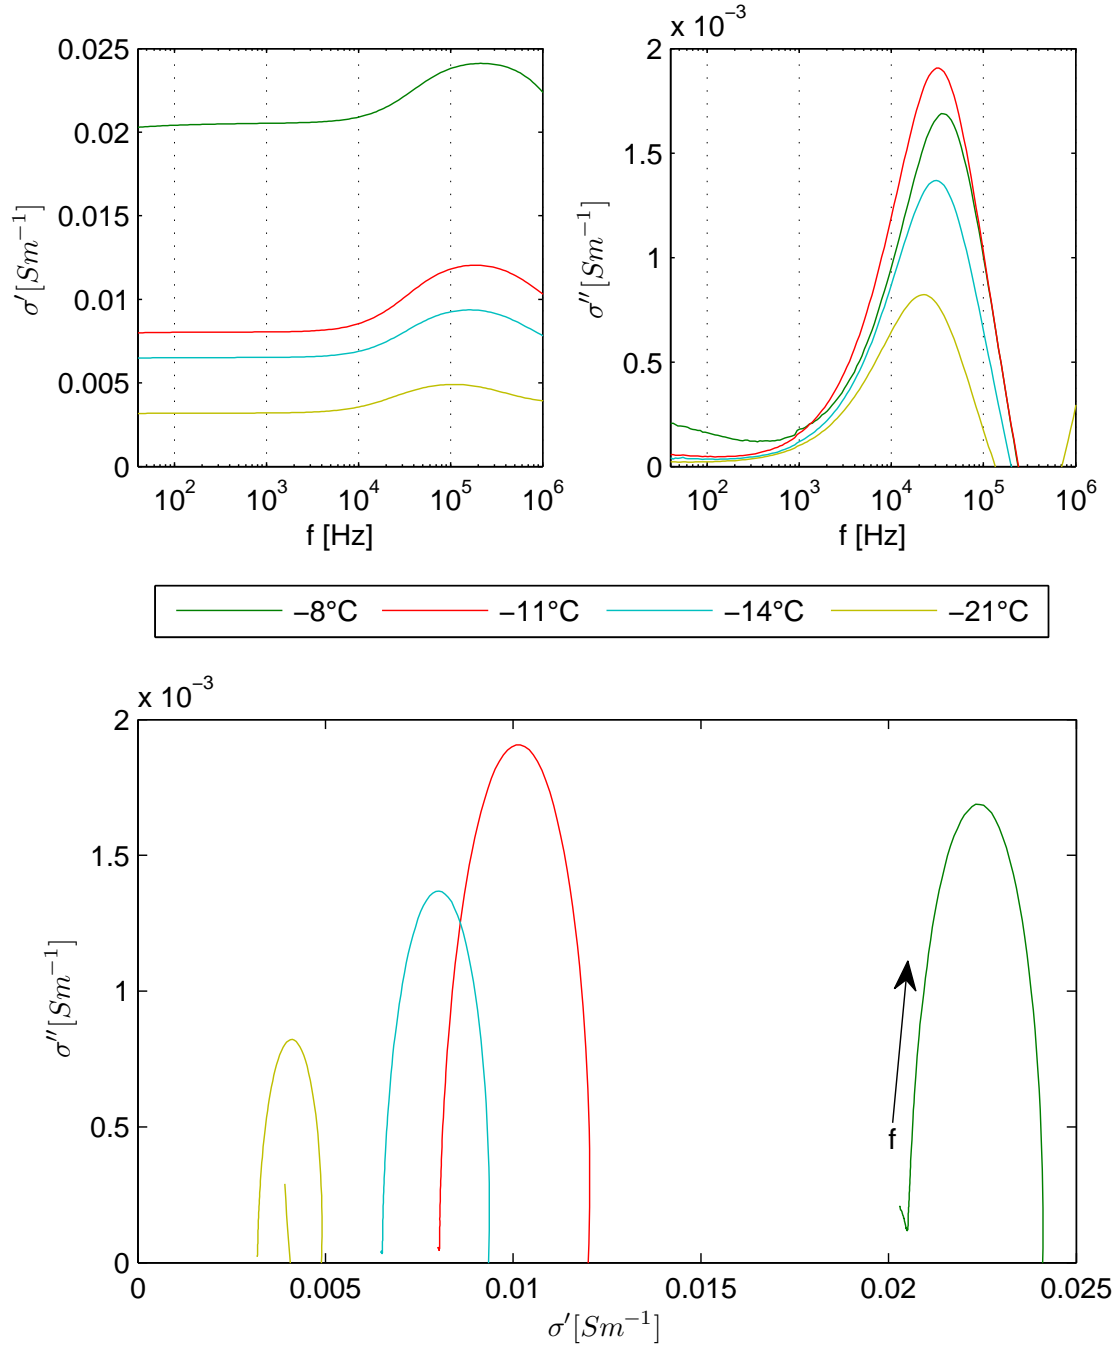 x 10⁻³
0.025
0.02
0.015
0.01
0.005
0
σ′[Sm⁻¹]
10² 10³ 10⁴ 10⁵ 10⁶
f [Hz]
2
1.5
1
0.5
0
σ″[Sm⁻¹]
10² 10³ 10⁴ 10⁵ 10⁶
f [Hz]
−8°C −11°C −14°C −21°C
x 10⁻³
2
1.5
1
0.5
0
σ″[Sm⁻¹]
f
0 0.005 0.01 0.015 0.02 0.025
σ′[Sm⁻¹]